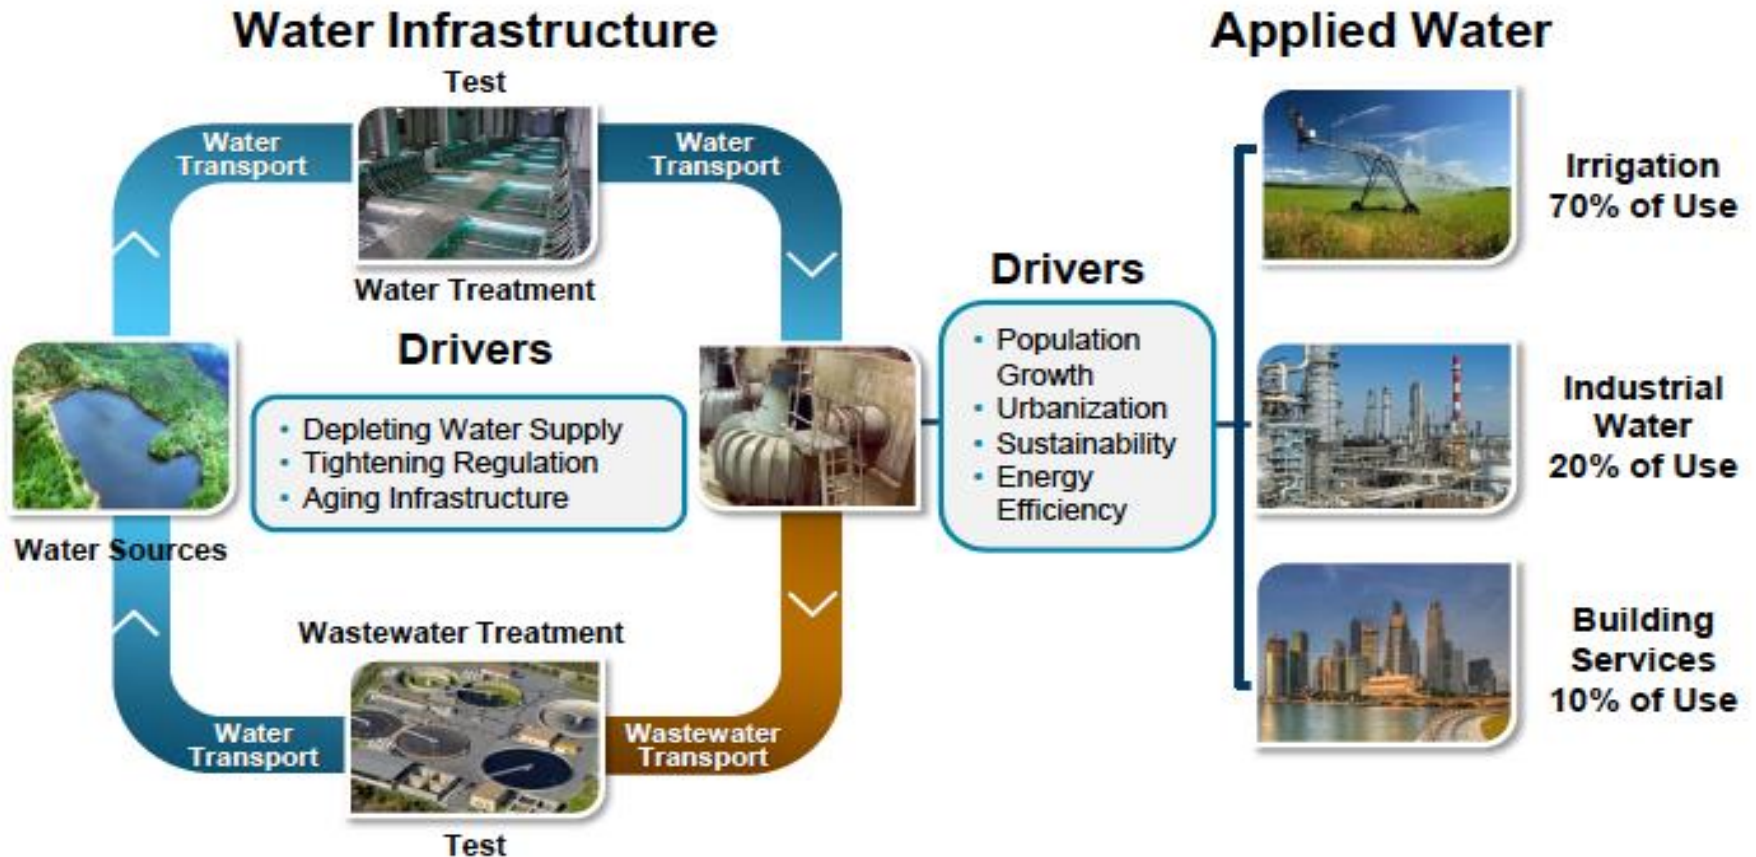 Water Infrastructure
Test
Water
Transport
Water
Transport
Water Treatment
Drivers
• Depleting Water Supply
• Tightening Regulation
• Aging Infrastructure
Water Sources
Wastewater Treatment
Water
Transport
Wastewater
Transport
Test
Drivers
• Population
Growth
• Urbanization
• Sustainability
• Energy
Efficiency
Applied Water
Irrigation
70% of Use
Industrial
Water
20% of Use
Building
Services
10% of Use